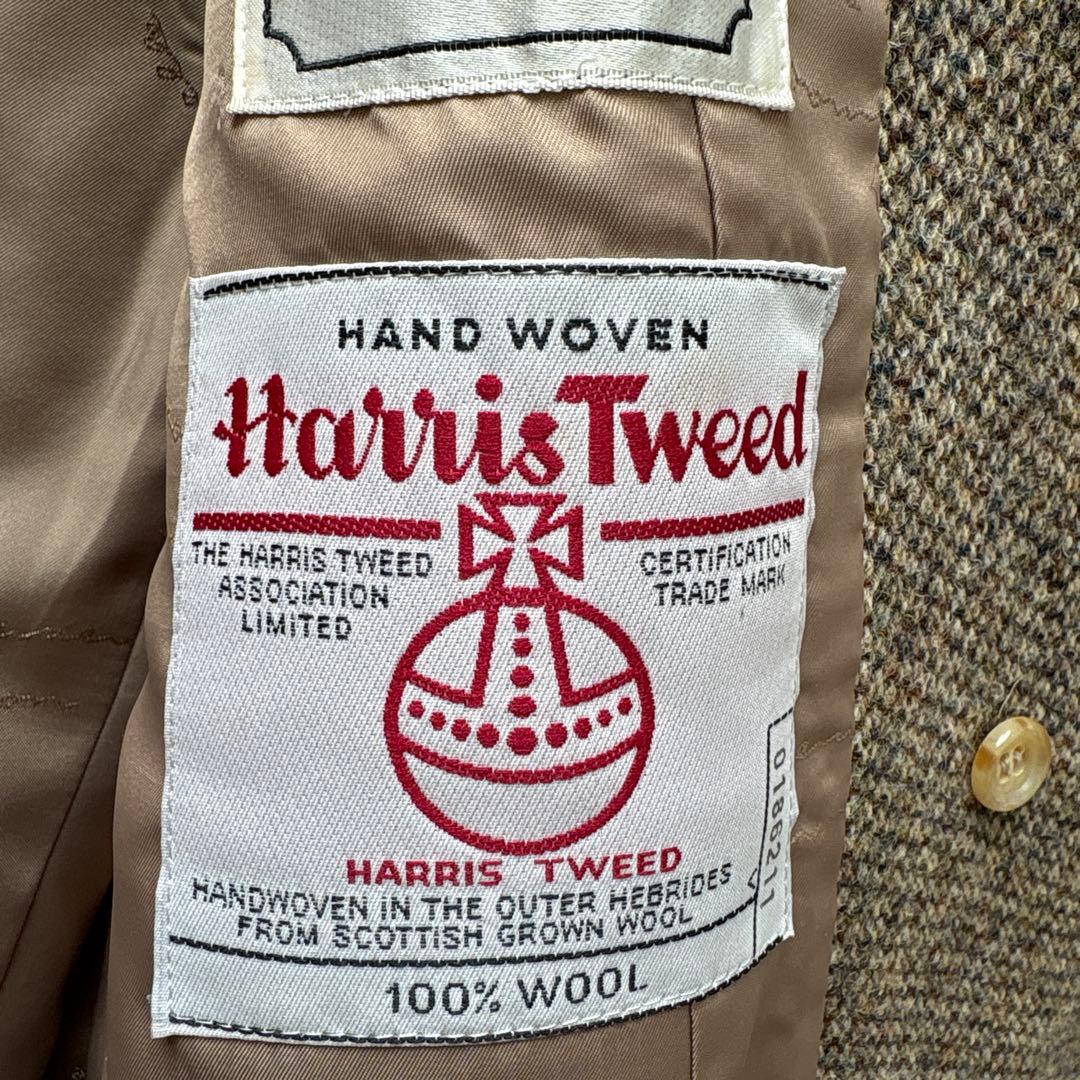 HAND WOVEN
Harris Tweed
THE HARRIS TWEED
ASSOCIATION
LIMITED
CERTIFICATION
TRADE MARK
HARRIS TWEED
HANDWOVEN IN THE OUTER HEBRIDES
FROM SCOTTISH GROWN WOOL
100% WOOL